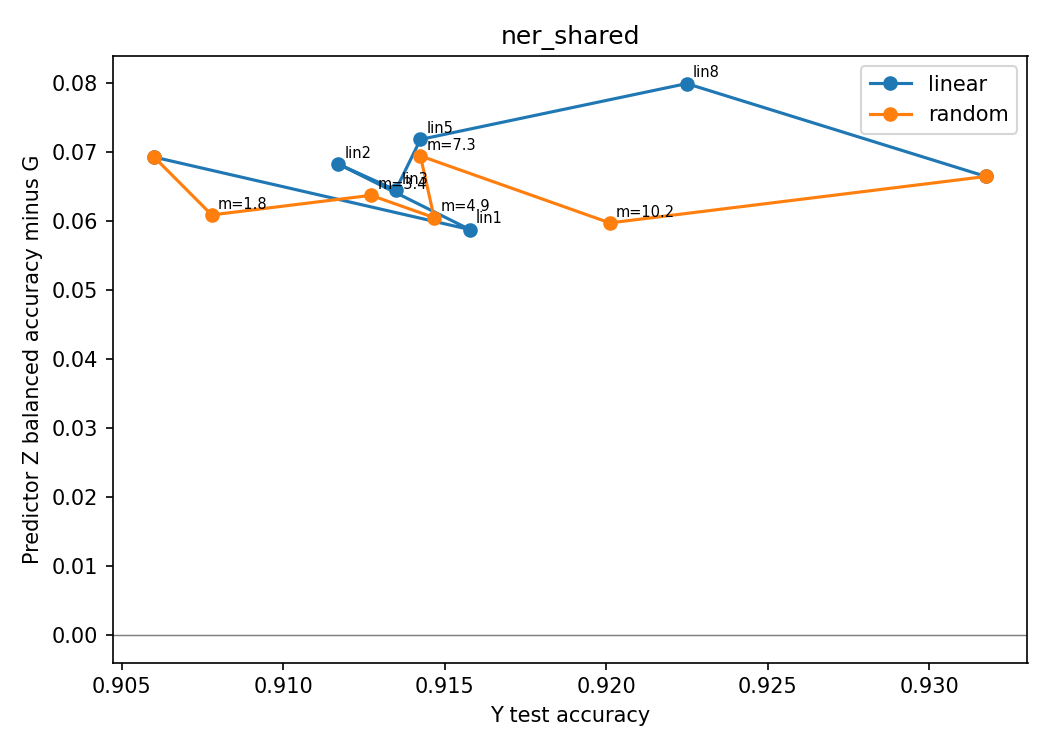 ner_shared
Predictor Z balanced accuracy minus G
0.08
0.07
0.06
0.05
0.04
0.03
0.02
0.01
0.00
linear
random
lin8
lin5
m=7.3
lin2
lin3
m=3.4
m=1.8
m=4.9
lin1
m=10.2
0.905
0.910
0.915
0.920
0.925
0.930
Y test accuracy